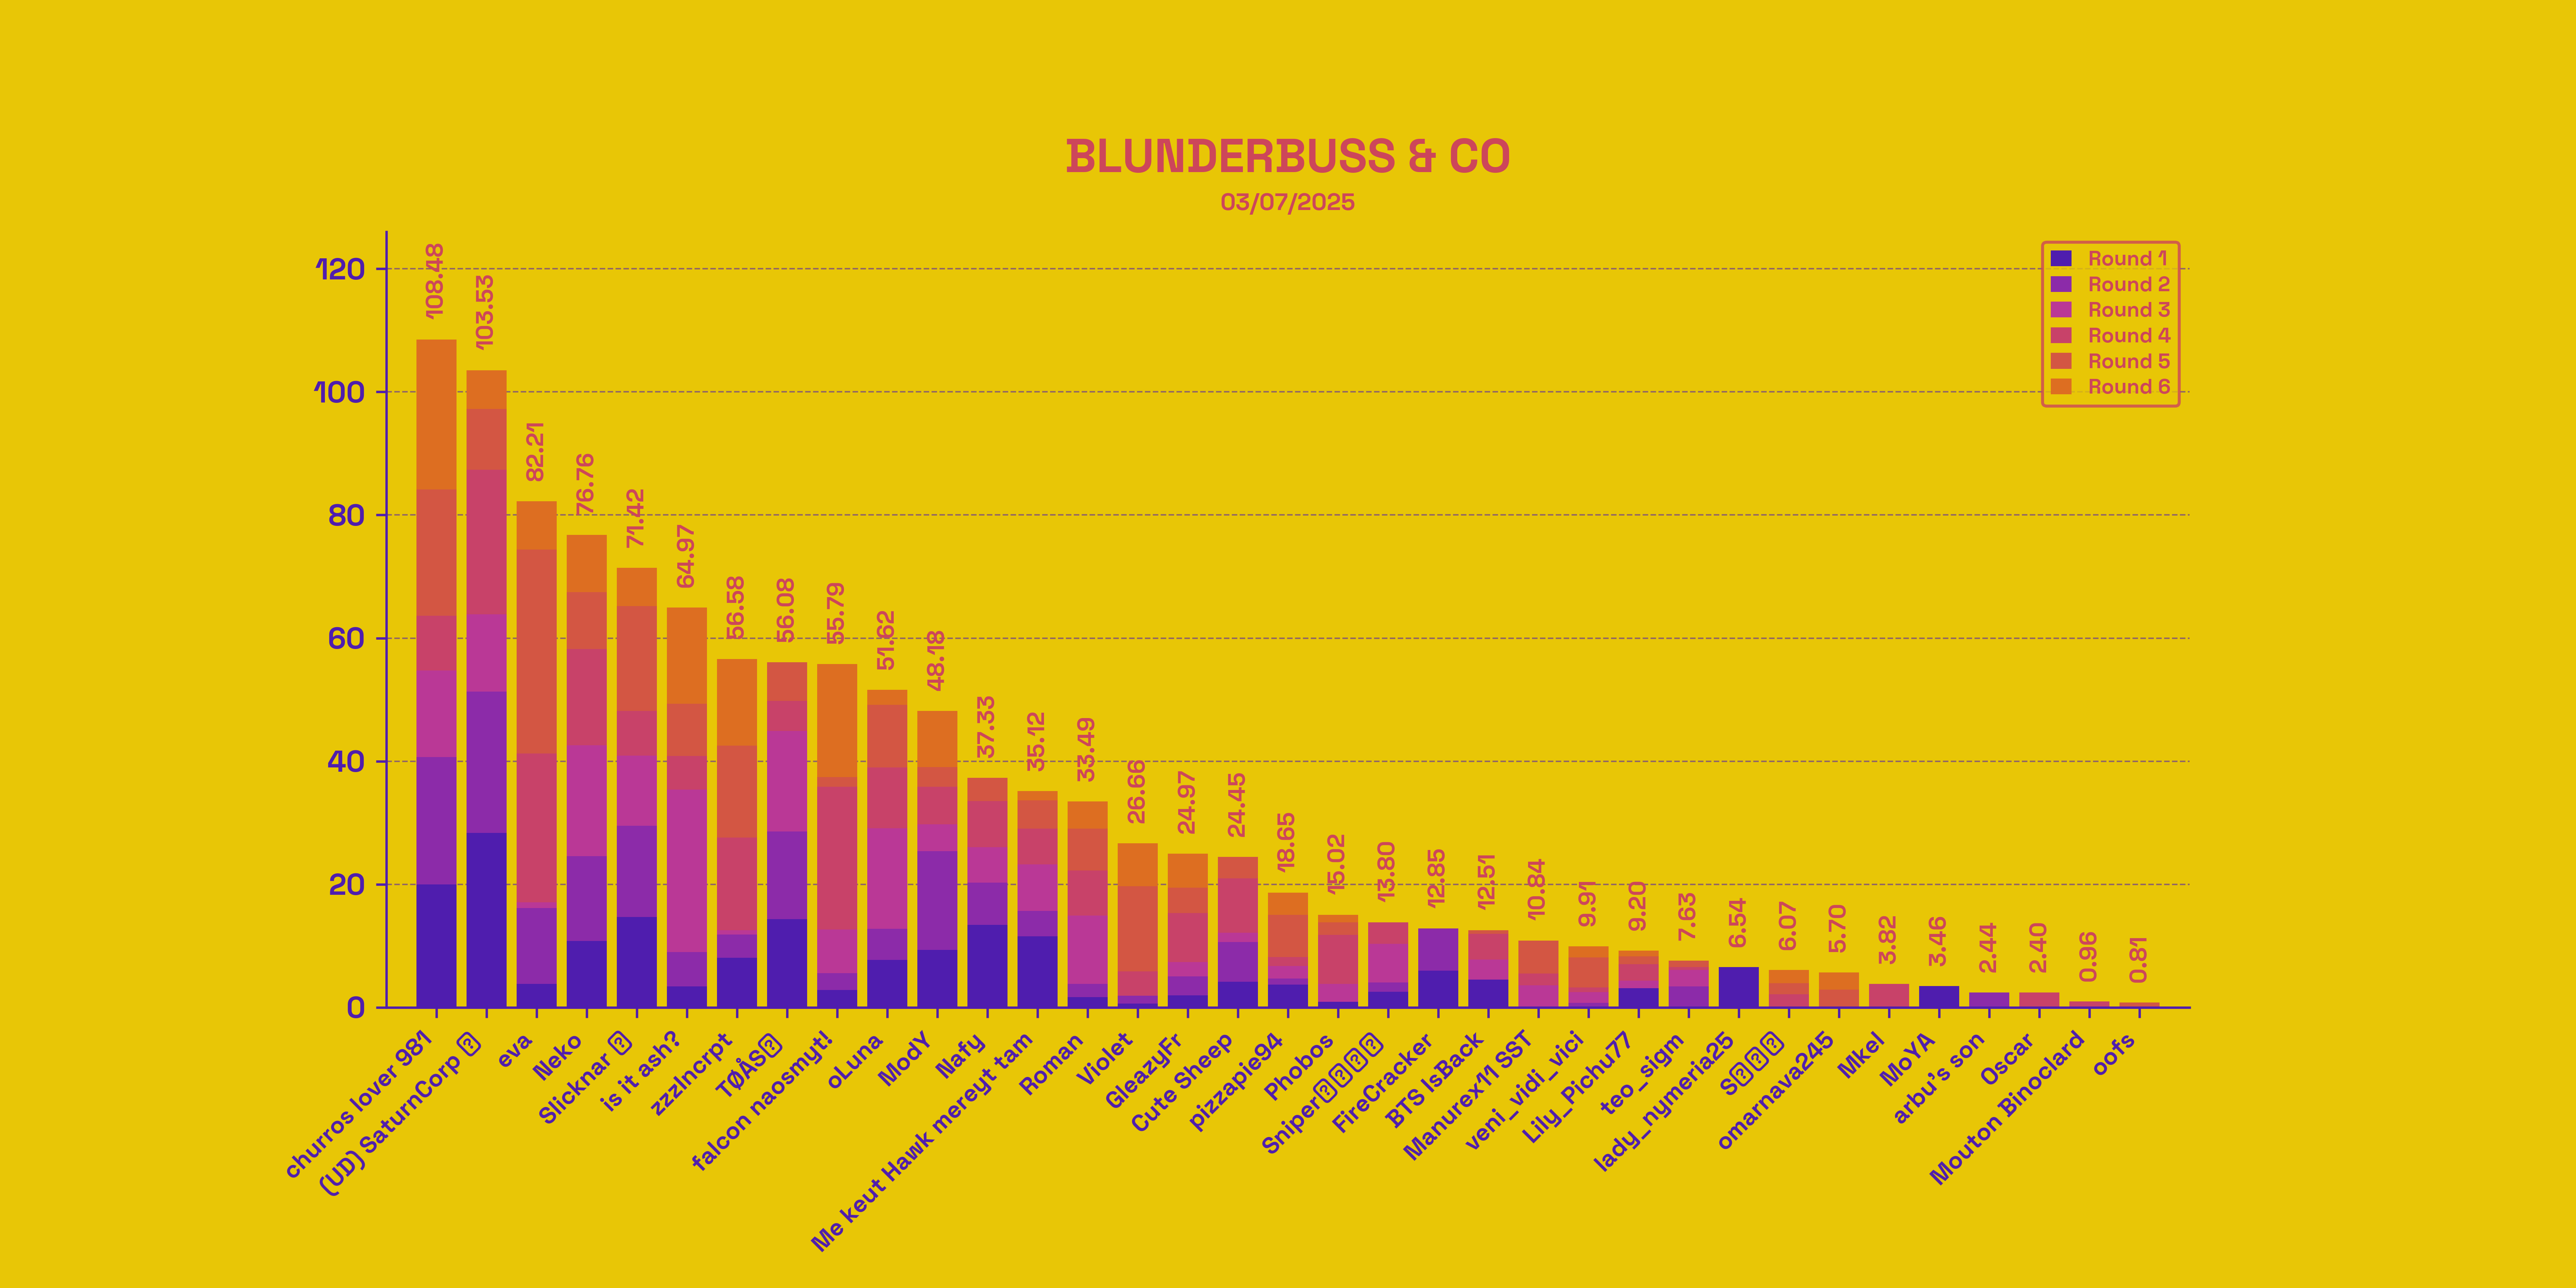 BLUNDERBUSS & CO
03/07/2025
120
100
80
60
40
20
0
Round 1
Round 2
Round 3
Round 4
Round 5
Round 6
108.48
103.53
82.21
76.76
71.42
64.97
56.58
56.08
55.79
51.62
48.18
37.33
35.12
33.49
26.66
24.97
24.45
18.65
15.02
13.80
12.85
12.51
10.84
9.91
9.20
7.63
6.54
6.07
5.70
3.82
3.46
2.44
2.40
0.96
0.81
churros lover 981
(UD) SaturnCorp
eva
Neko
Slicknar
is it ash?
zzzIncrpt
TØÅS
falcon naosmyt!
oLuna
ModY
Nafy
Me keut Hawk mereyt tam
Roman
Violet
GleazyFr
Cute Sheep
pizzapie94
Phobos
Sniper
FireCracker
BTS IsBack
Manurex11 SST
veni_vidi_vici
Lily_Pichu77
teo_sigm
lady_nymeria25
S
omarnava245
Mkel
MoYA
arbu's son
Oscar
Mouton Binoclard
oofs